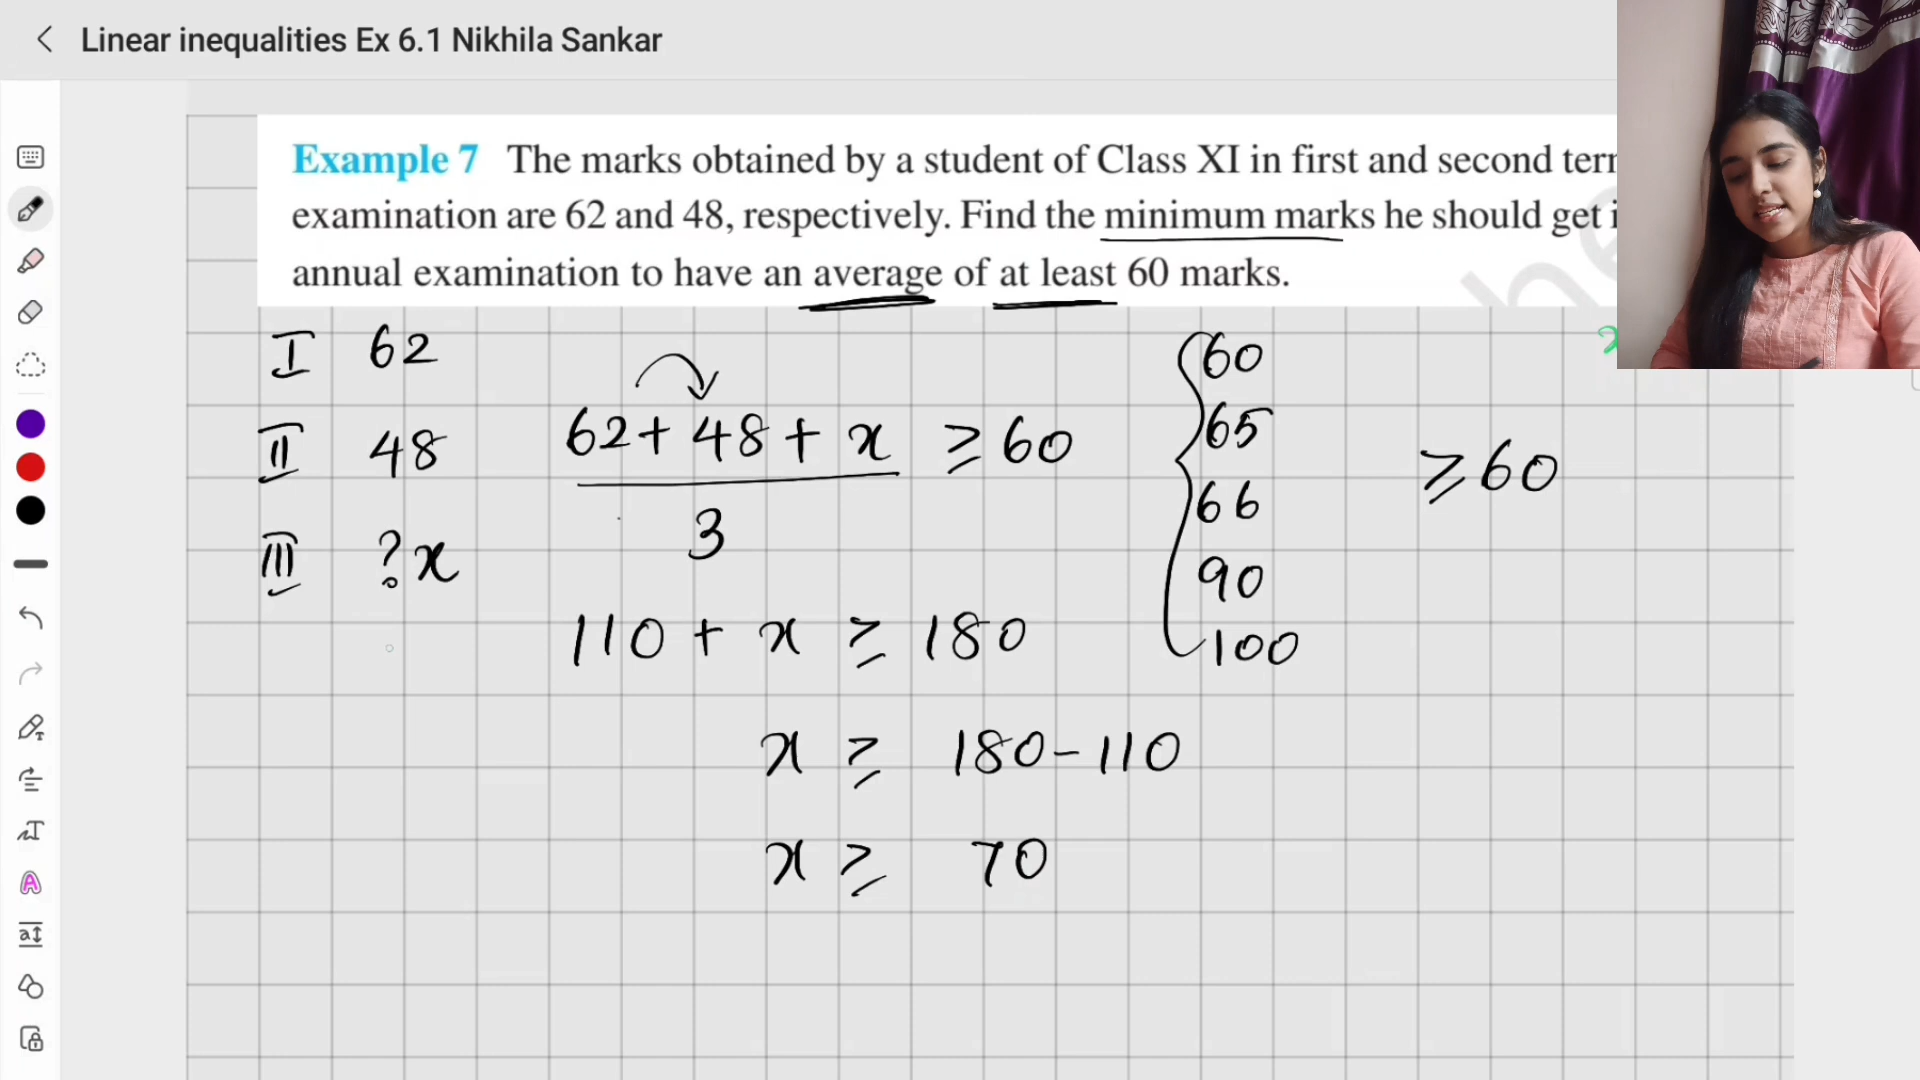 Linear inequalities Ex 6.1 Nikhila Sankar
Example 7 The marks obtained by a student of Class XI in first and second
examination are 62 and 48, respectively. Find the minimum marks he should get
annual examination to have an average of at least 60 marks.
I 62
II 48
III ? x
62 + 48 + x ≥ 60
3
110 + x ≥ 180
x ≥ 180 - 110
x ≥ 70
60
65
66
90
100
≥ 60